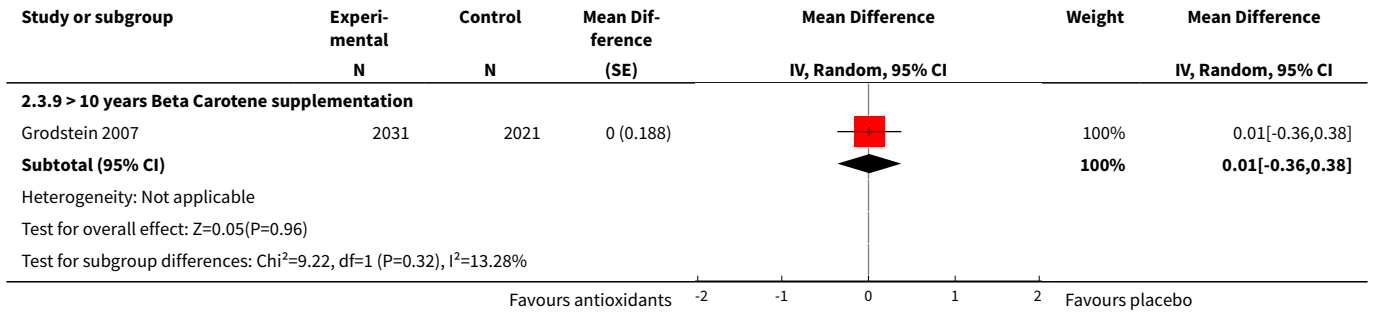 Study or subgroup Experi- Control Mean Dif- Mean Difference Weight Mean Difference
mental ference
N N (SE) IV, Random, 95% CI IV, Random, 95% CI
2.3.9 > 10 years Beta Carotene supplementation
Grodstein 2007 2031 2021 0 (0.188) 100% 0.01[-0.36,0.38]
Subtotal (95% CI) 100% 0.01[-0.36,0.38]
Heterogeneity: Not applicable
Test for overall effect: Z=0.05(P=0.96)
Test for subgroup differences: Chi²=9.22, df=1 (P=0.32), I²=13.28%
Favours antioxidants -2 -1 0 1 2 Favours placebo